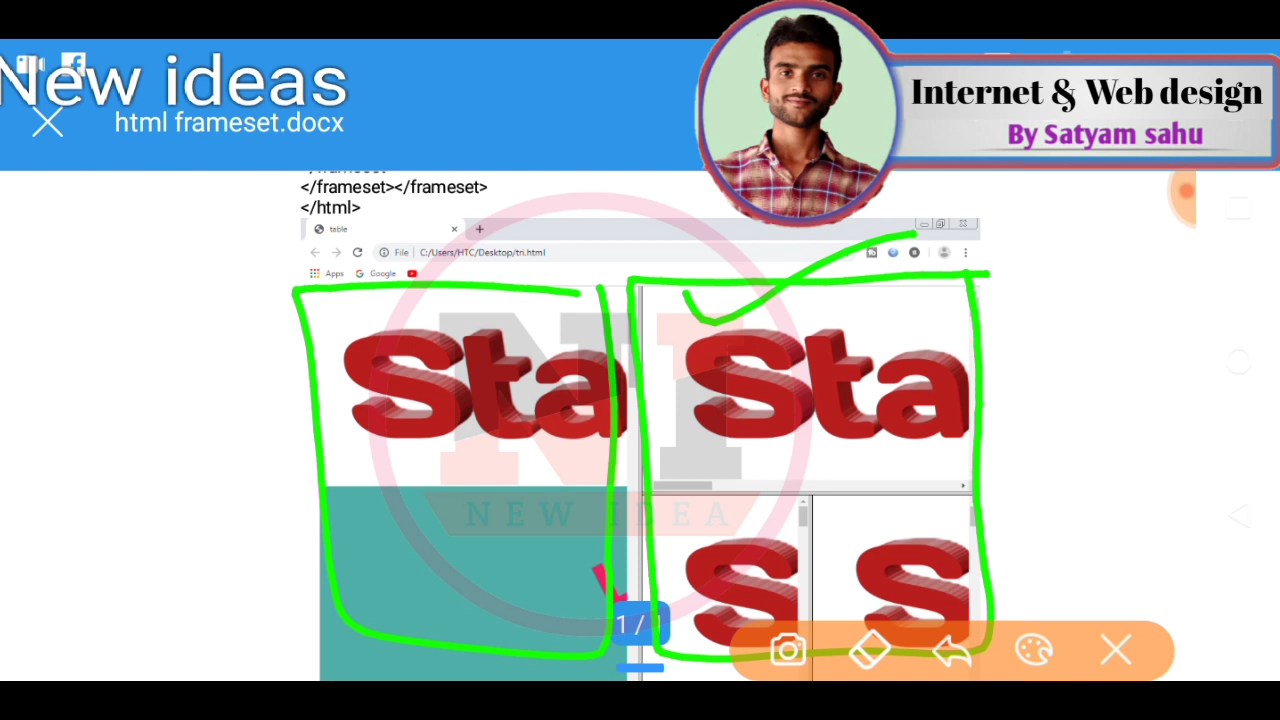 New ideas
html frameset.docx
Internet & Web design
By Satyam sahu
</frameset></frameset>
</html>
table
File C:/Users/HTC/Desktop/tri.html
Apps Google
Sta
Sta
NI
NEW IDEA
S
S
1 /